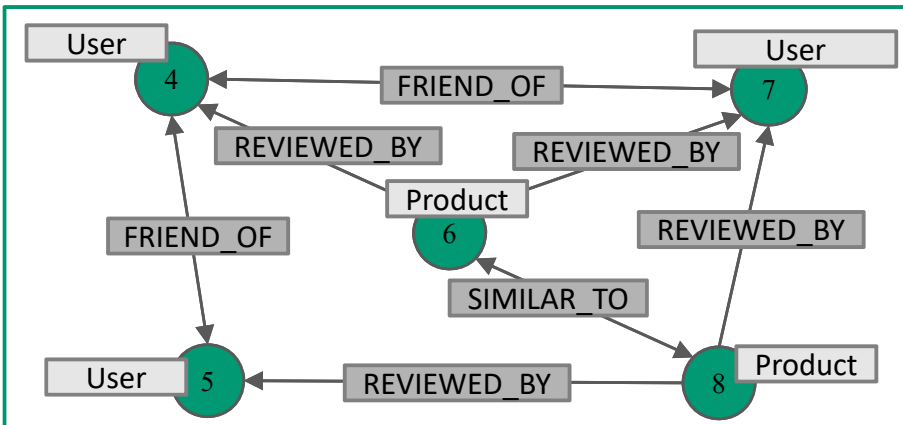 User
4
FRIEND_OF
User
7
REVIEWED_BY
REVIEWED_BY
Product
6
FRIEND_OF
REVIEWED_BY
SIMILAR_TO
User
5
REVIEWED_BY
8
Product